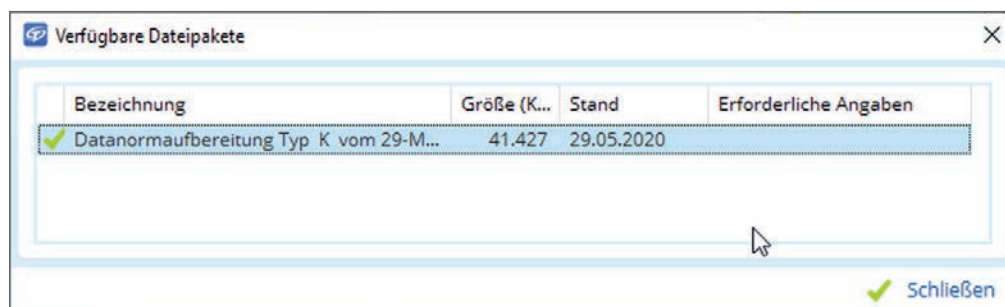 Verfügbare Dateipakete
Bezeichnung Größe (K... Stand Erforderliche Angaben
Datanormaufbereitung Typ K vom 29-M... 41.427 29.05.2020
Schließen